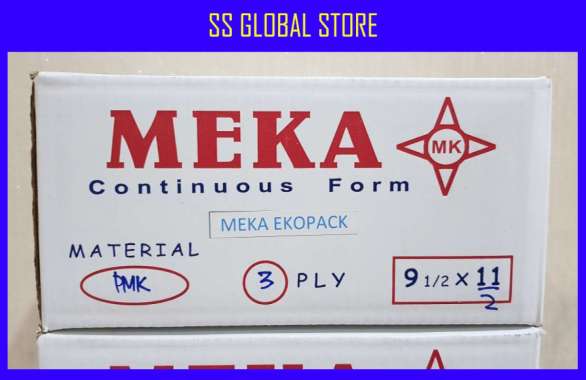 SS GLOBAL STORE
MEKA
MK
Continuous Form
MEKA EKOPACK
MATERIAL
PMK
3 PLY
9 1/2 X 11/2